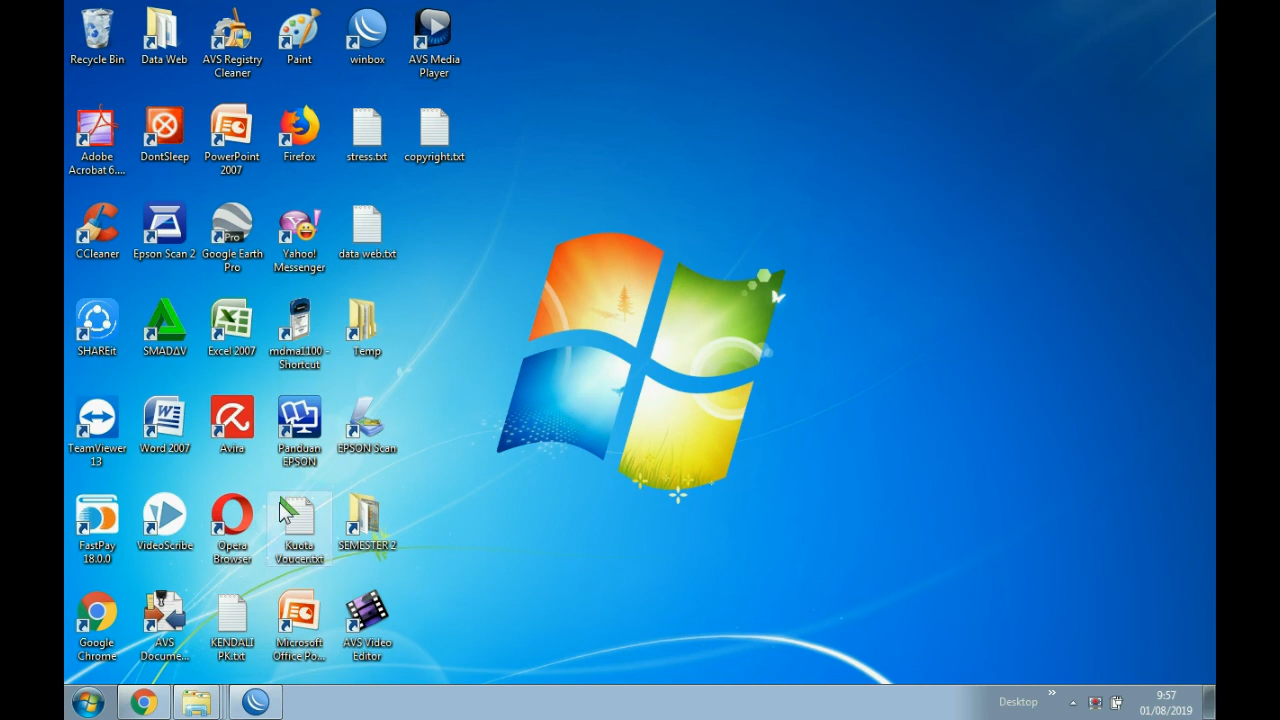 Recycle Bin
Data Web
AVS Registry
Cleaner
Paint
winbox
AVS Media
Player
Adobe
Acrobat 6....
DontSleep
PowerPoint
2007
Firefox
stress.txt
copyright.txt
CCleaner
Epson Scan 2
Pro
Google Earth
Pro
Yahoo!
Messenger
data web.txt
SHAREit
SMADΔV
Excel 2007
mdma1100 -
Shortcut
Temp
TeamViewer
13
Word 2007
Avira
Panduan
EPSON
EPSON Scan
FastPay
18.0.0
VideoScribe
Opera
Browser
Kuota
Voucer.txt
SEMESTER 2
Google
Chrome
AVS
Docume...
KENDALI
PK.txt
Microsoft
Office Po...
AVS Video
Editor
Desktop
9:57
01/08/2019